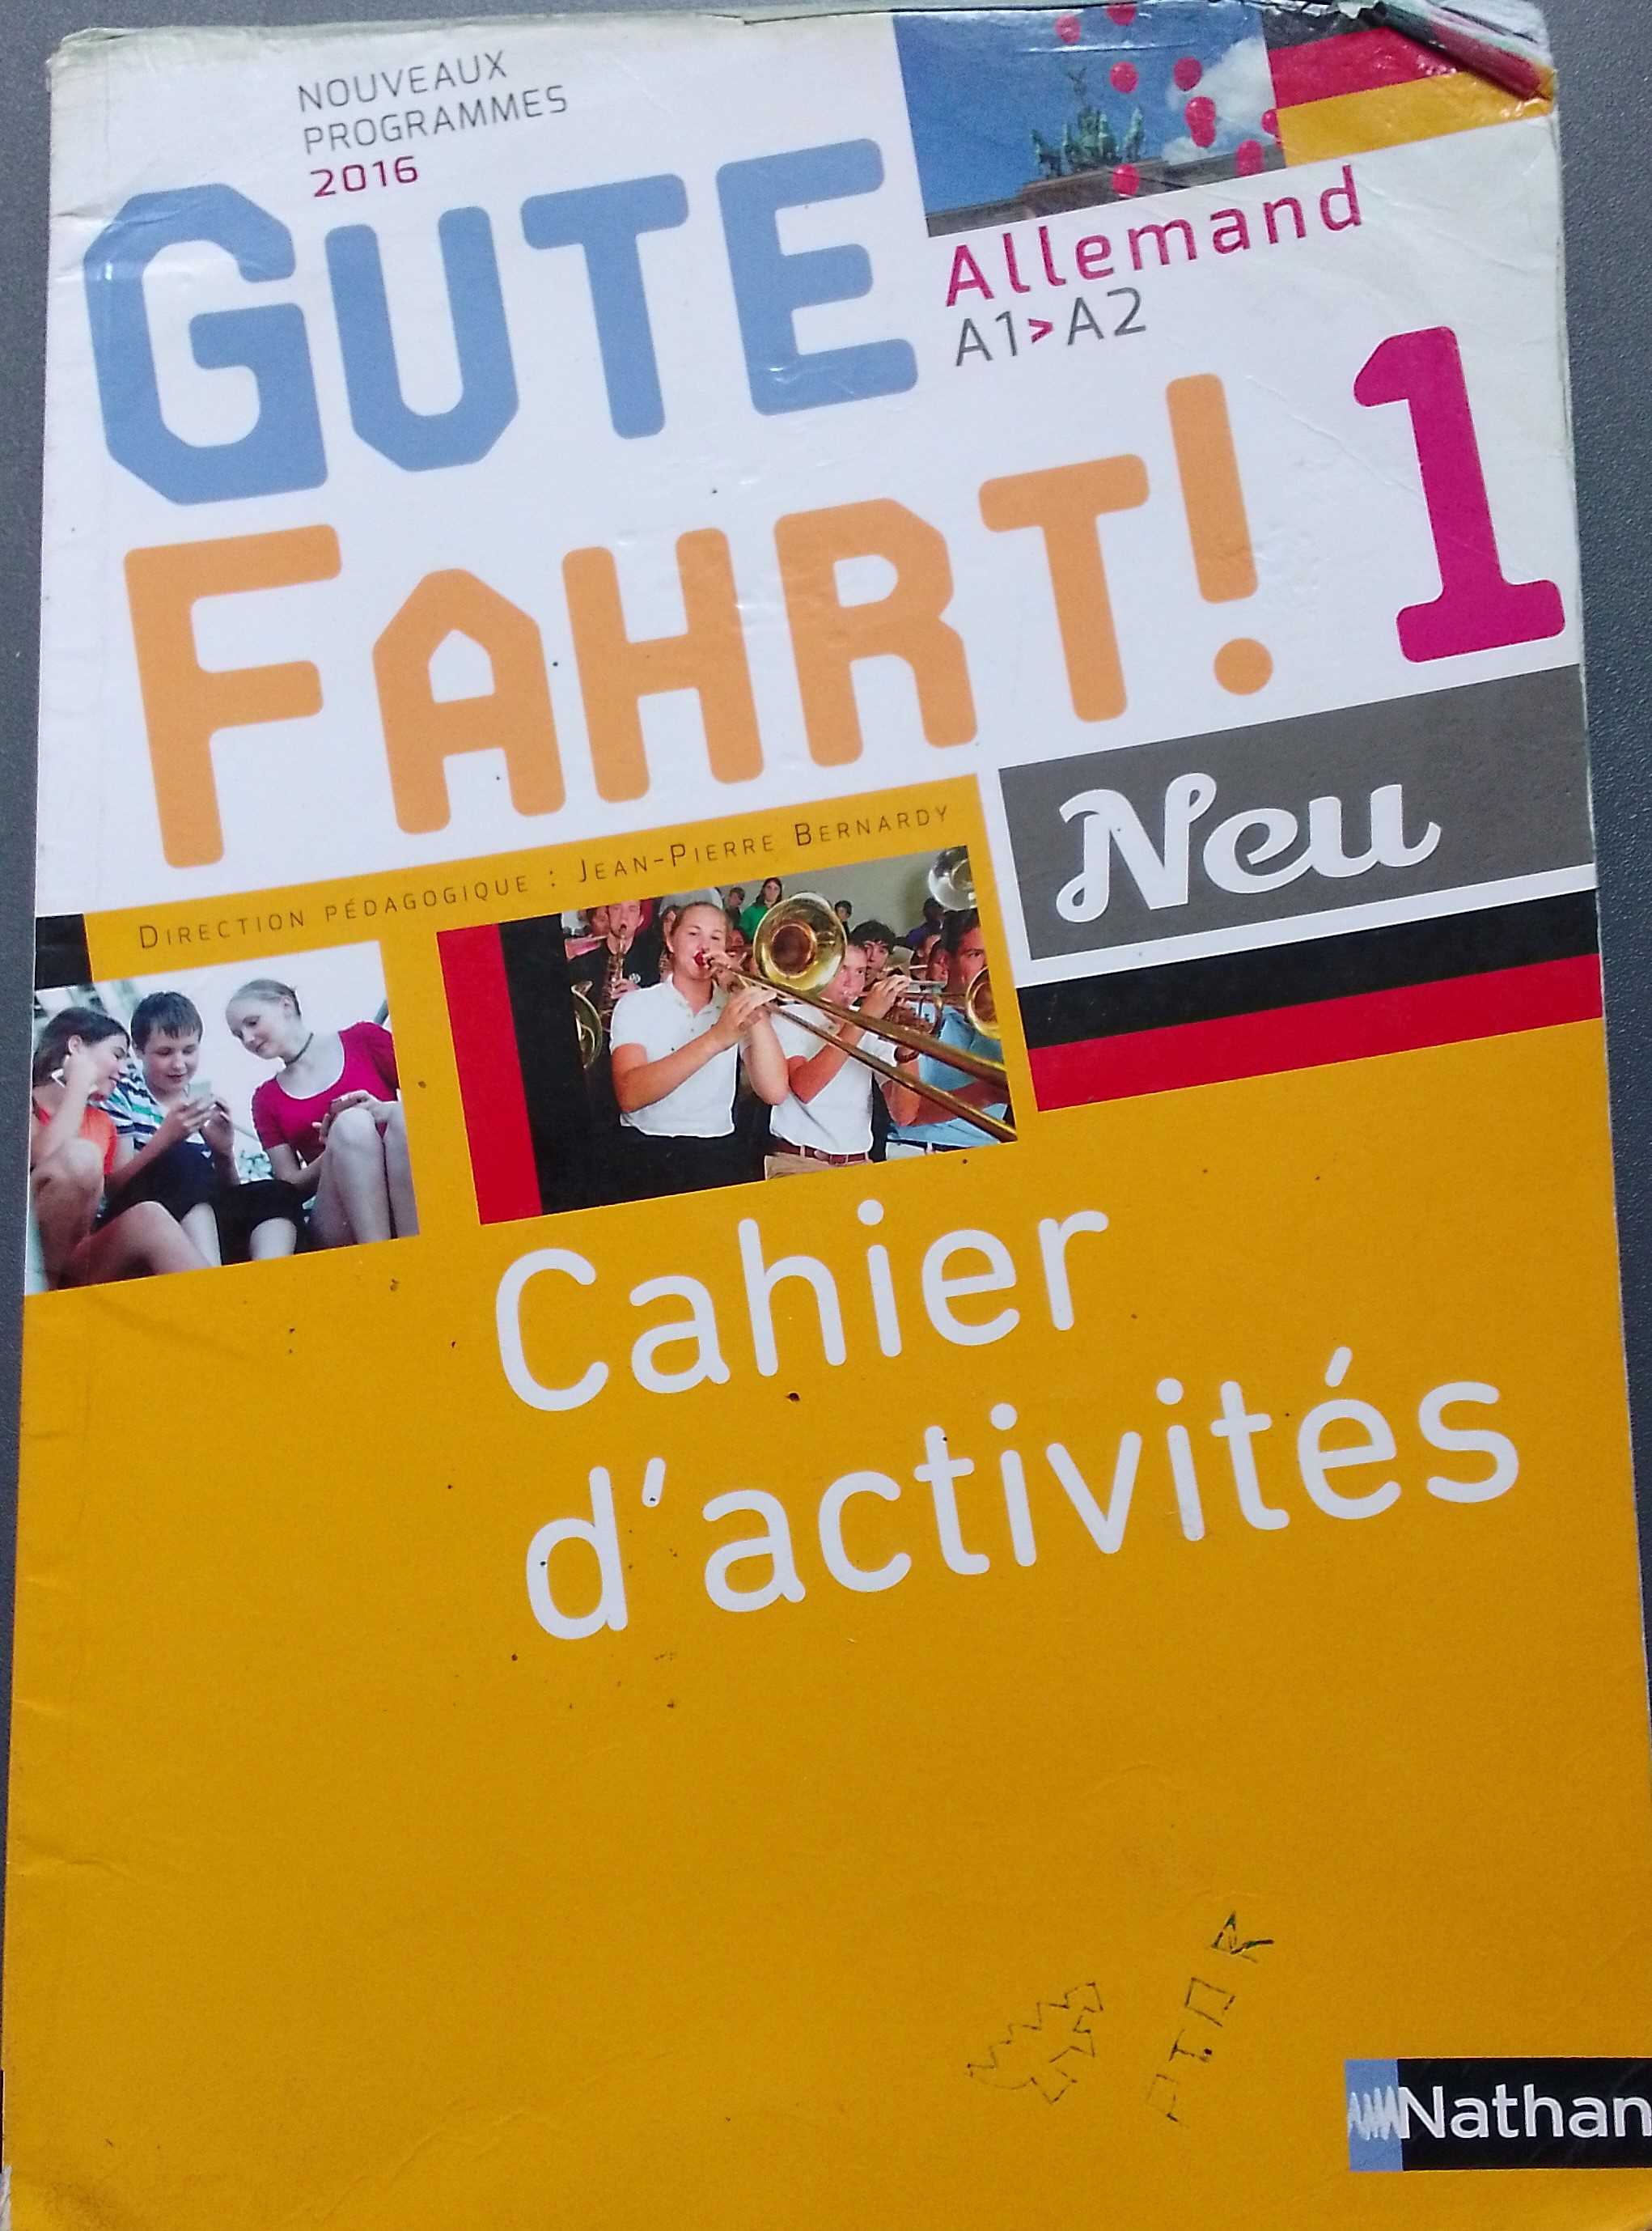 NOUVEAUX
PROGRAMMES
2016
GUTE
FAHRT! 1
Allemand
A1>A2
Neu
DIRECTION PÉDAGOGIQUE : JEAN-PIERRE BERNARDY
Cahier
d'activités
Nathan